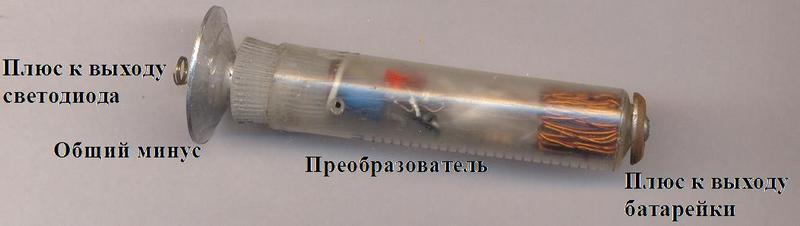 Плюс к выходу
светодиода
Общий минус
Преобразователь
Плюс к выходу
батарейки